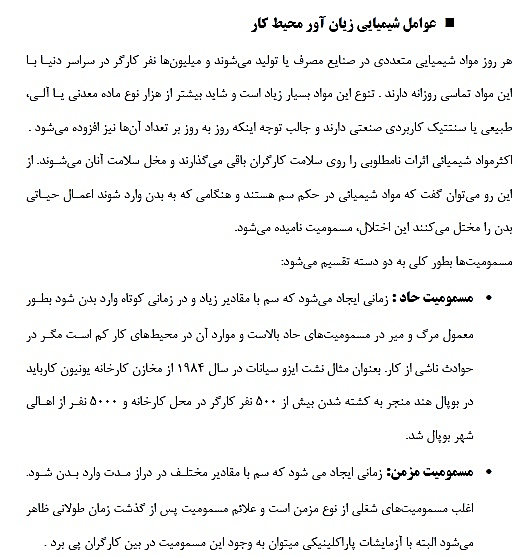 ■ عوامل شیمیایی زیان آور محیط کار
هر روز مواد شیمیایی متعددی در صنایع مصرف یا تولید می‌شوند و میلیون‌ها نفر کارگر در سراسر دنیا با
این مواد تماسی روزانه دارند . تنوع این مواد بسیار زیاد است و شاید بیشتر از هزار نوع ماده معدنی یا آلی،
طبیعی یا سنتتیک کاربردی صنعتی دارند و جالب توجه اینکه روز به روز بر تعداد آن‌ها نیز افزوده می‌شود .
اکثرمواد شیمیائی اثرات نامطلوبی را روی سلامت کارگران باقی می‌گذارند و مخل سلامت آنان می‌شوند. از
این رو می‌توان گفت که مواد شیمیائی در حکم سم هستند و هنگامی که به بدن وارد شوند اعمال حیاتی
بدن را مختل می‌کنند این اختلال، مسمومیت نامیده می‌شود.
مسمومیت‌ها بطور کلی به دو دسته تقسیم می‌شود:
• مسمومیت حاد : زمانی ایجاد می‌شود که سم با مقادیر زیاد و در زمانی کوتاه وارد بدن شود بطور
معمول مرگ و میر در مسمومیت‌های حاد بالاست و موارد آن در محیط‌های کار کم است مگر در
حوادث ناشی از کار. بعنوان مثال نشت ایزو سیانات در سال ۱۹۸۴ از مخازن کارخانه یونیون کارباید
در بوپال هند منجر به کشته شدن بیش از ۵۰۰ نفر کارگر در محل کارخانه و ۵۰۰۰ نفر از اهالی
شهر بوپال شد.
• مسمومیت مزمن: زمانی ایجاد می شود که سم با مقادیر مختلف در دراز مدت وارد بدن شود.
اغلب مسمومیت‌های شغلی از نوع مزمن است و علائم مسمومیت پس از گذشت زمان طولانی ظاهر
می‌شود البته با آزمایشات پاراکلینیکی میتوان به وجود این مسمومیت در بین کارگران پی برد .